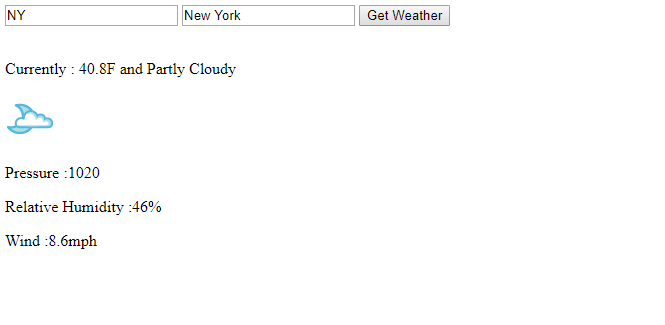 NY New York Get Weather
Currently : 40.8F and Partly Cloudy
Pressure :1020
Relative Humidity :46%
Wind :8.6mph